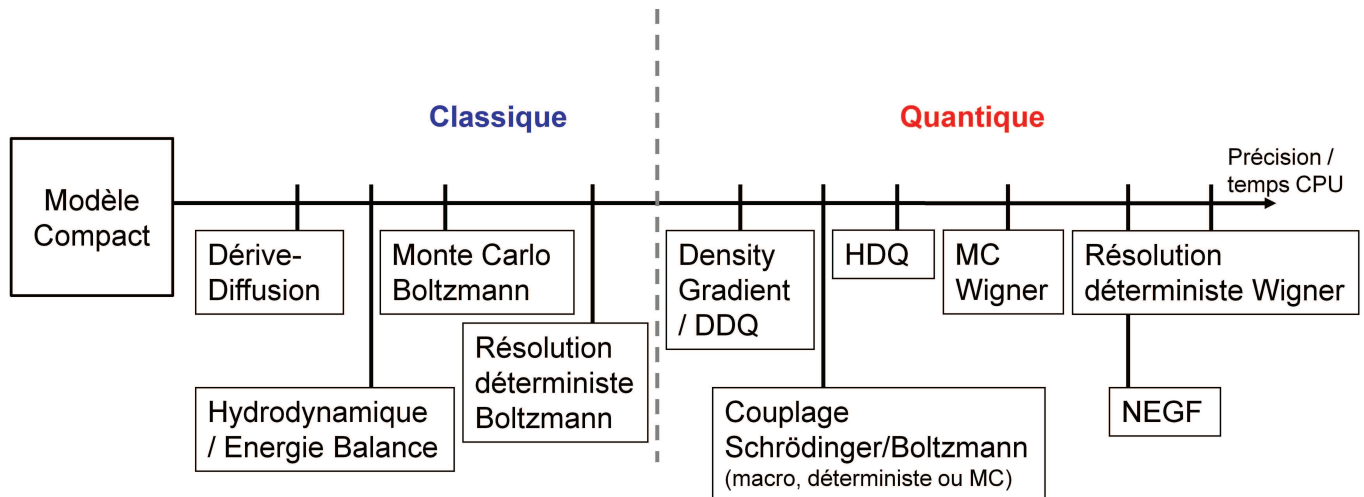 Classique
Quantique
Précision /
temps CPU
Modèle
Compact
Dérive-
Diffusion
Monte Carlo
Boltzmann
Density
Gradient
/ DDQ
HDQ
MC
Wigner
Résolution
déterministe Wigner
Résolution
déterministe
Boltzmann
Hydrodynamique
/ Energie Balance
Couplage
Schrödinger/Boltzmann
(macro, déterministe ou MC)
NEGF